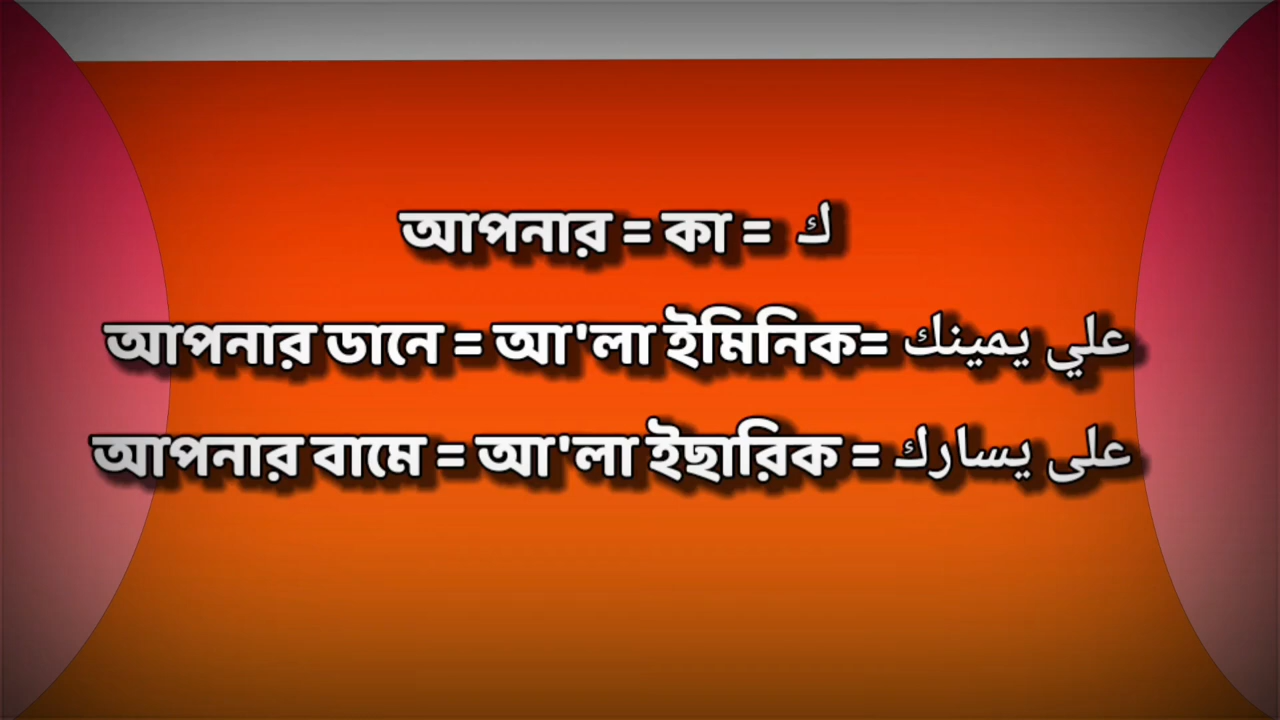 আপনার = কা = ك
আপনার ডানে = আ'লা ইমিনিক= علي يمينك
আপনার বামে = আ'লা ইছারিক = على يسارك